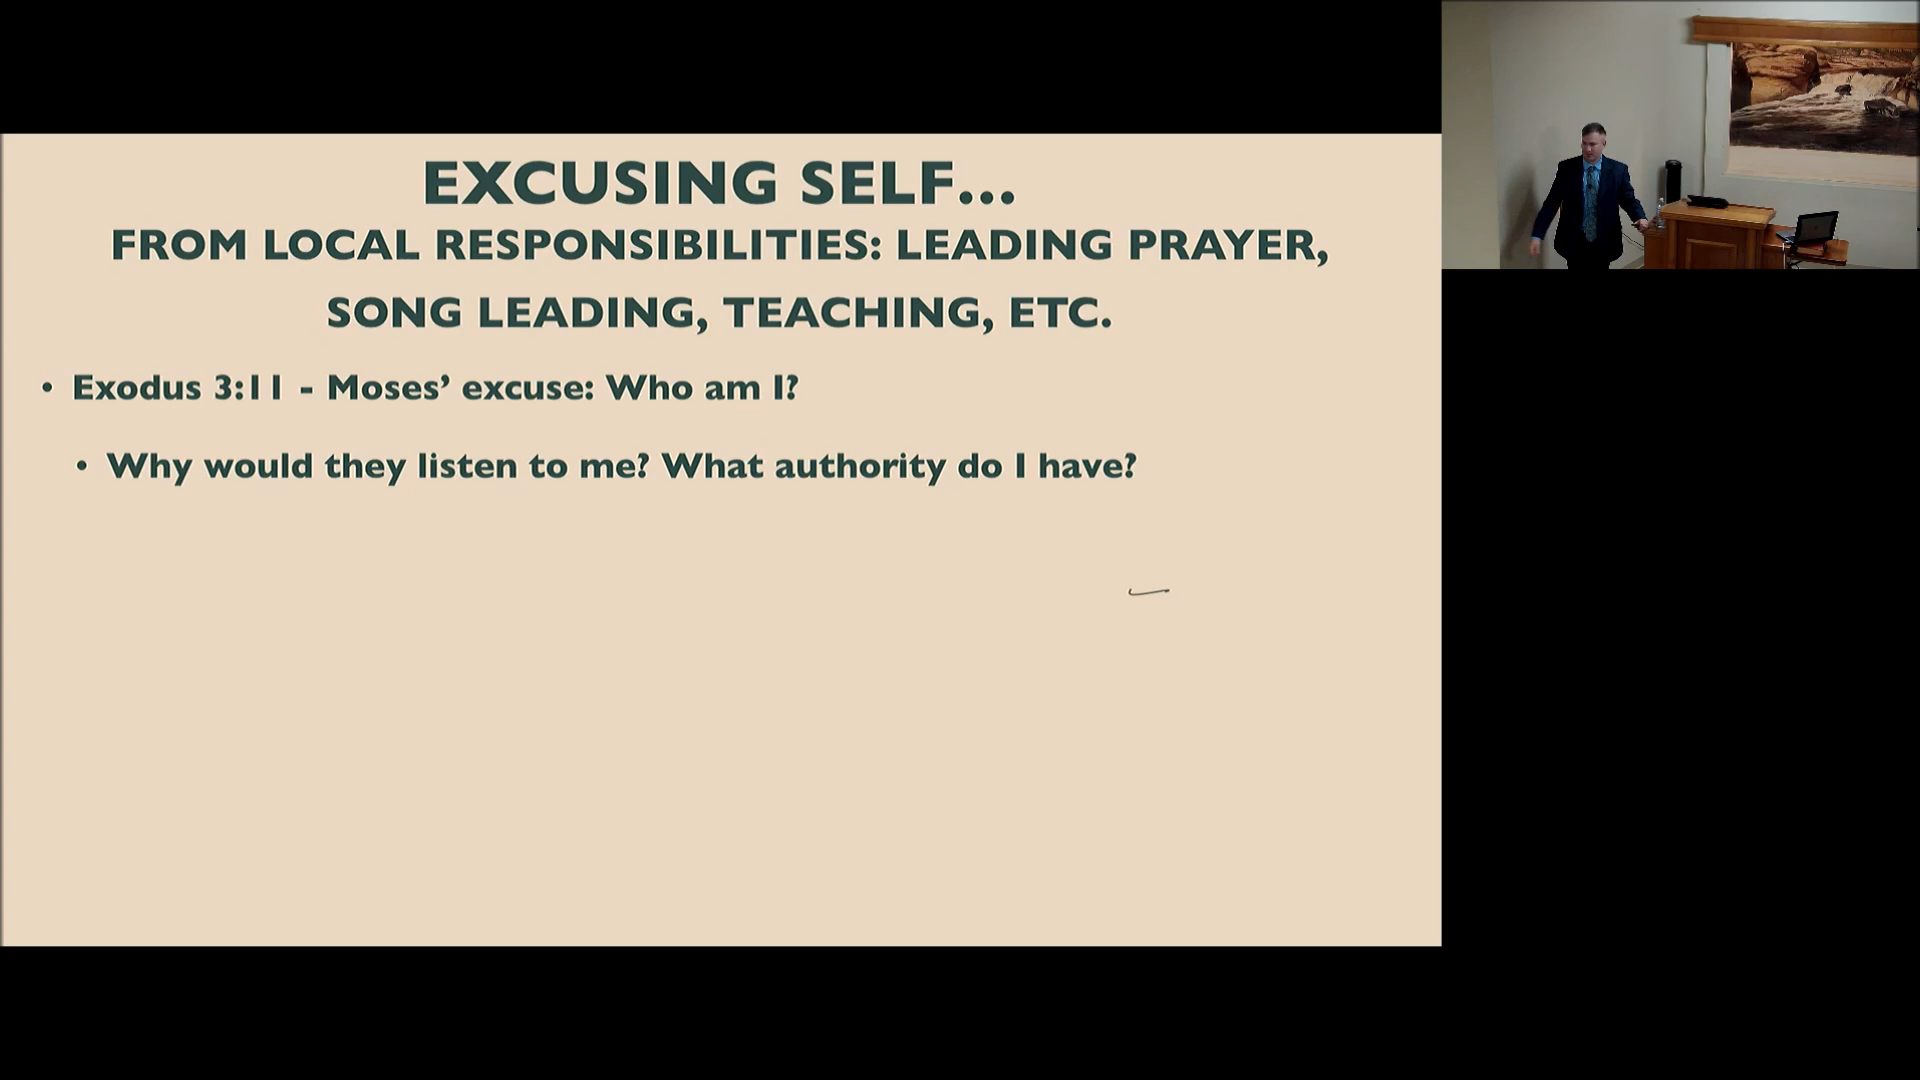 EXCUSING SELF...
FROM LOCAL RESPONSIBILITIES: LEADING PRAYER,
SONG LEADING, TEACHING, ETC.
• Exodus 3:11 - Moses’ excuse: Who am I?
• Why would they listen to me? What authority do I have?